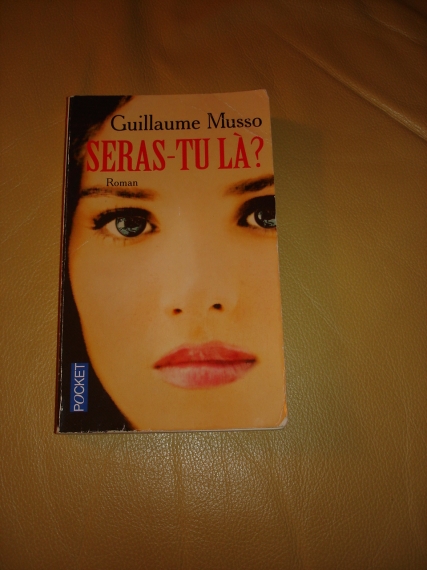 Guillaume Musso
SERAS-TU LÀ?
Roman
POCKET